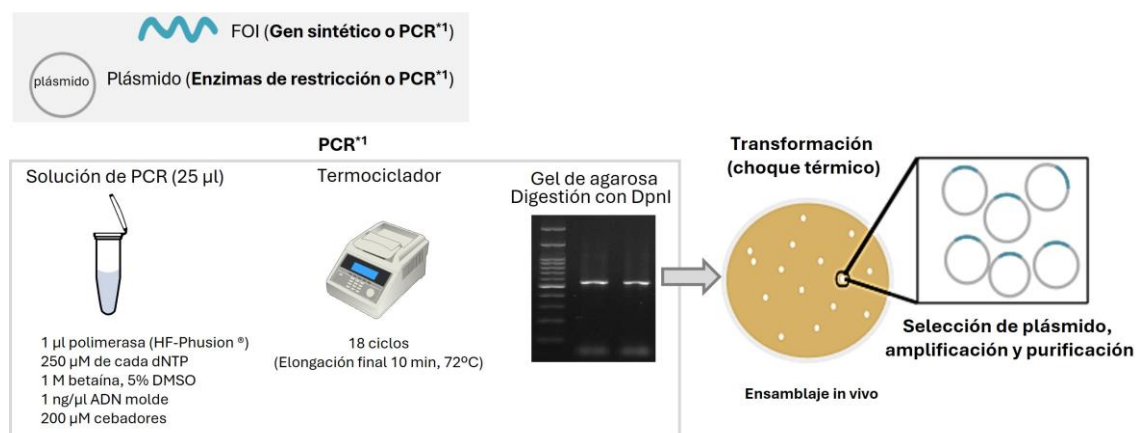 FOI (Gen sintético o PCR*1)
plásmido
Plásmido (Enzimas de restricción o PCR*1)
PCR*1
Solución de PCR (25 µl)
1 µl polimerasa (HF-Phusion ®)
250 µM de cada dNTP
1 M betaína, 5% DMSO
1 ng/µl ADN molde
200 µM cebadores
Termociclador
18 ciclos
(Elongación final 10 min, 72ºC)
Gel de agarosa
Digestión con DpnI
Transformación
(choque térmico)
Ensamblaje in vivo
Selección de plásmido,
amplificación y purificación